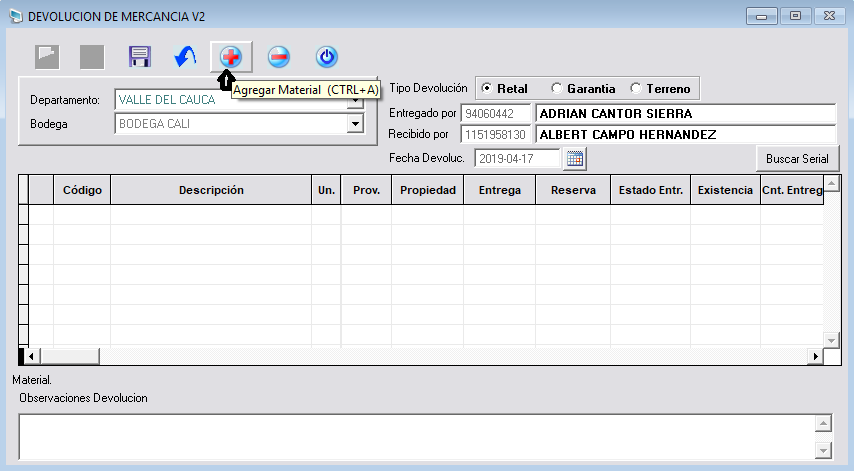 DEVOLUCION DE MERCANCIA V2
Agregar Material (CTRL+A)
Departamento:
VALLE DEL CAUCA
Bodega
BODEGA CALI
Tipo Devolución
Retal
Garantia
Terreno
Entregado por
94060442
ADRIAN CANTOR SIERRA
Recibido por
1151958130
ALBERT CAMPO HERNANDEZ
Fecha Devoluc.
2019-04-17
Buscar Serial
Código Descripción Un. Prov. Propiedad Entrega Reserva Estado Entr. Existencia Cnt. Entreg
Material.
Observaciones Devolucion